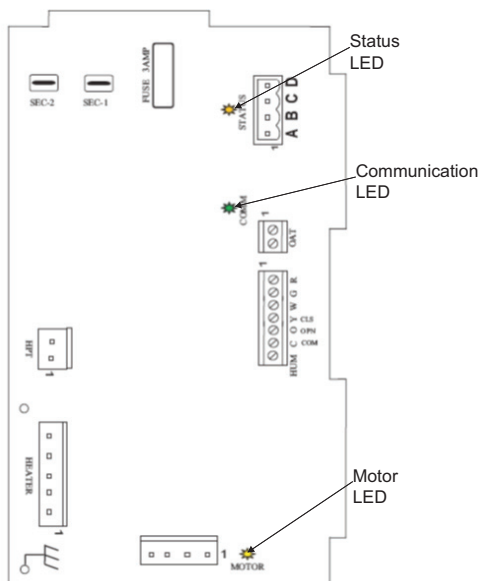 Status
LED
Communication
LED
Motor
LED
SEC-2
SEC-1
FUSE 3AMP
STATUS
A B C D
1
COMM
1
OAT
1
HUM C O Y W G R
CLS
OPN
COM
HPT
1
HEATER
1
1
MOTOR